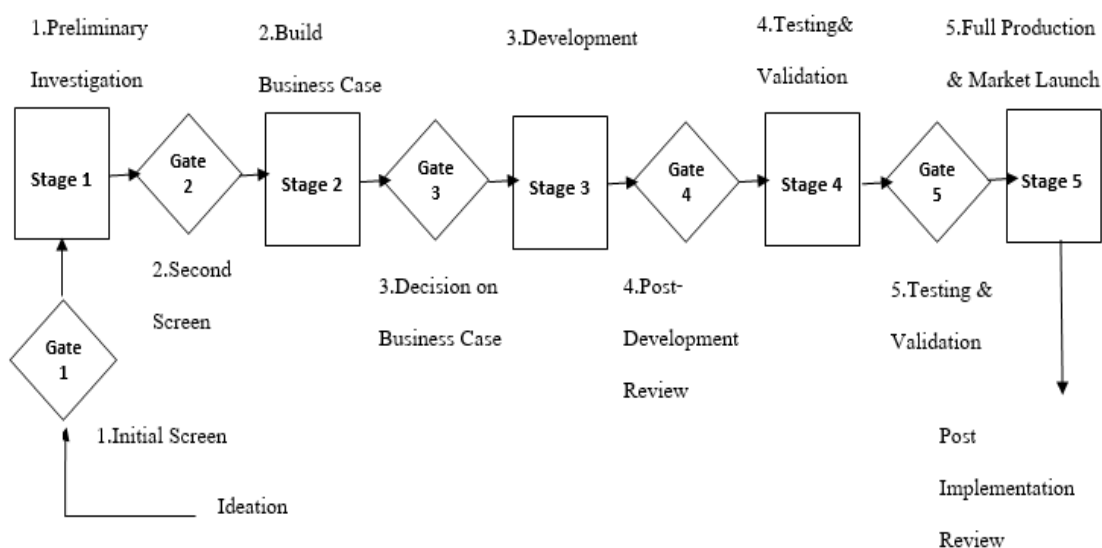 1.Preliminary
Investigation
2.Build
Business Case
3.Development
4.Testing&
Validation
5.Full Production
& Market Launch
Stage 1
Gate
2
Stage 2
Gate
3
Stage 3
Gate
4
Stage 4
Gate
5
Stage 5
2.Second
Screen
3.Decision on
Business Case
4.Post-
Development
Review
5.Testing &
Validation
Gate
1
1.Initial Screen
Ideation
Post
Implementation
Review